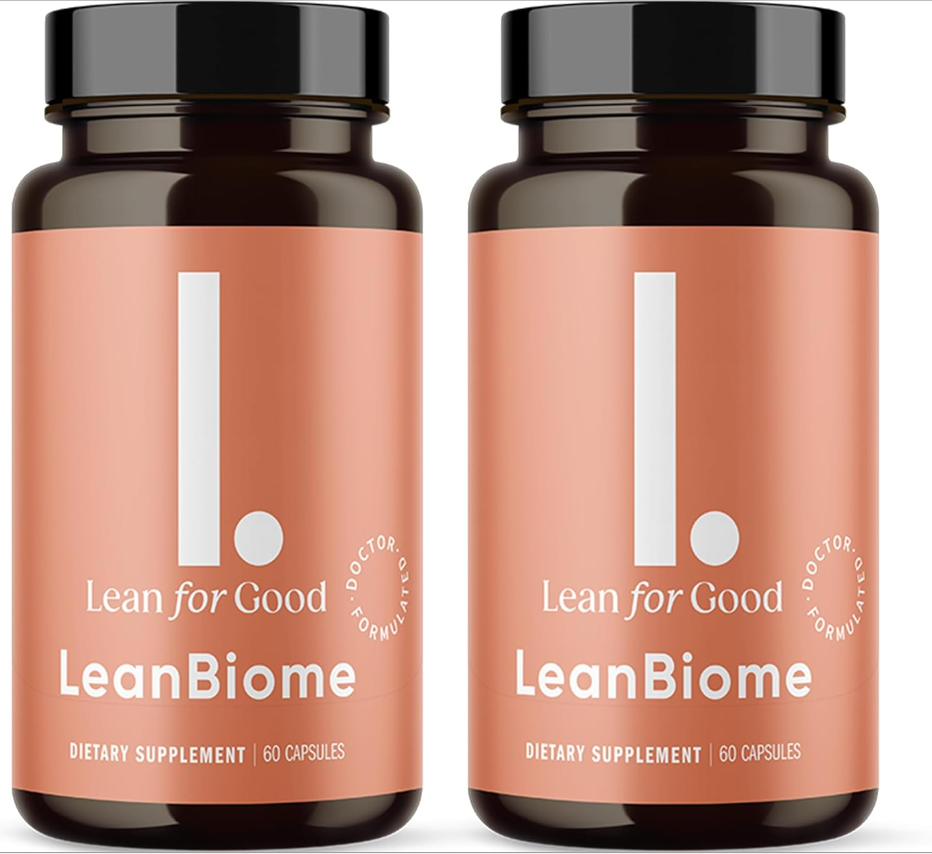 l.
Lean for Good
DOCTOR · FORMULATED ·
LeanBiome
DIETARY SUPPLEMENT | 60 CAPSULES
l.
Lean for Good
DOCTOR · FORMULATED ·
LeanBiome
DIETARY SUPPLEMENT | 60 CAPSULES